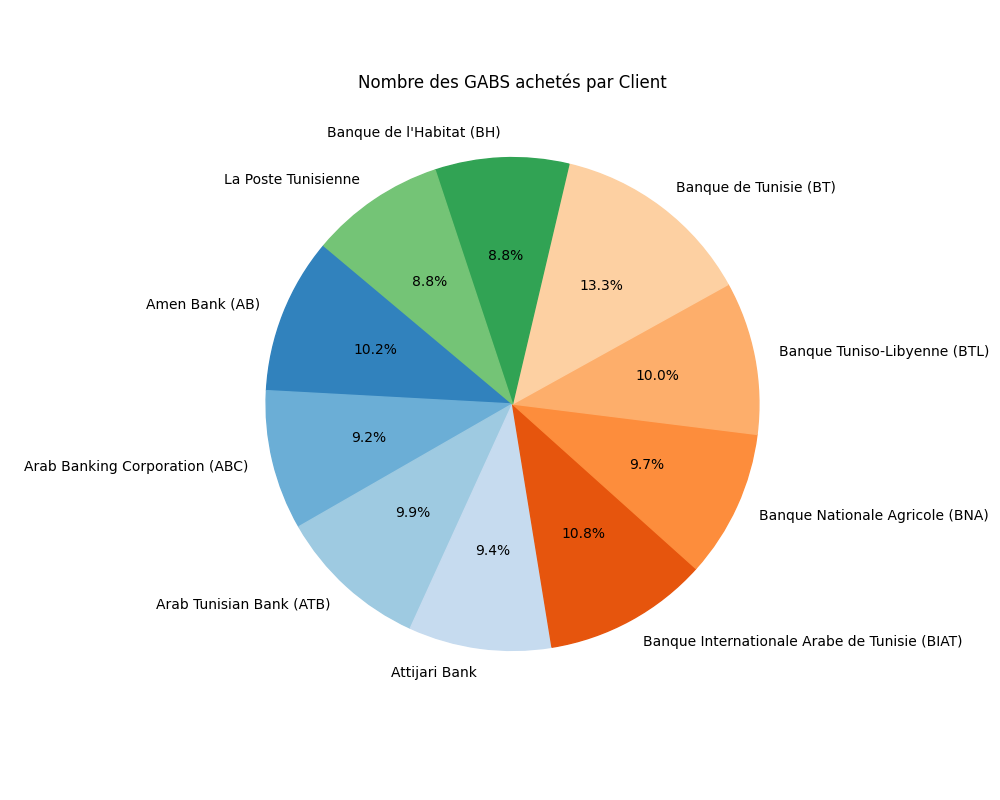 Nombre des GABS achetés par Client
Banque de l'Habitat (BH)
La Poste Tunisienne
Banque de Tunisie (BT)
8.8%
8.8%
13.3%
Amen Bank (AB)
10.2%
Banque Tuniso-Libyenne (BTL)
10.0%
Arab Banking Corporation (ABC)
9.2%
9.7%
Banque Nationale Agricole (BNA)
9.9%
9.4%
10.8%
Arab Tunisian Bank (ATB)
Banque Internationale Arabe de Tunisie (BIAT)
Attijari Bank